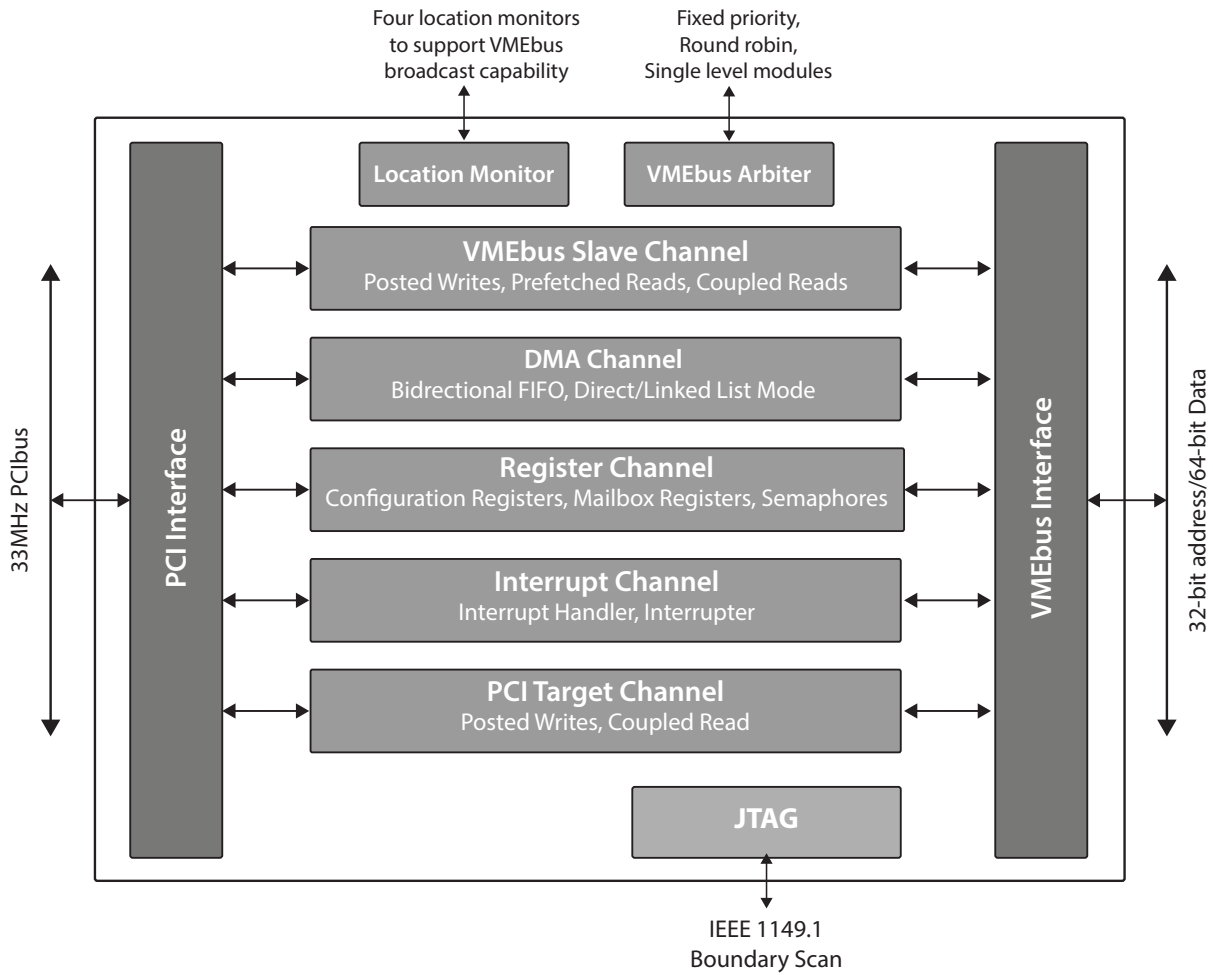 Four location monitors
to support VMEbus
broadcast capability
Fixed priority,
Round robin,
Single level modules
Location Monitor
VMEbus Arbiter
VMEbus Slave Channel
Posted Writes, Prefetched Reads, Coupled Reads
DMA Channel
Bidrectional FIFO, Direct/Linked List Mode
Register Channel
Configuration Registers, Mailbox Registers, Semaphores
Interrupt Channel
Interrupt Handler, Interrupter
PCI Target Channel
Posted Writes, Coupled Read
JTAG
33MHz PCIbus
PCI Interface
VMEbus Interface
32-bit address/64-bit Data
IEEE 1149.1
Boundary Scan